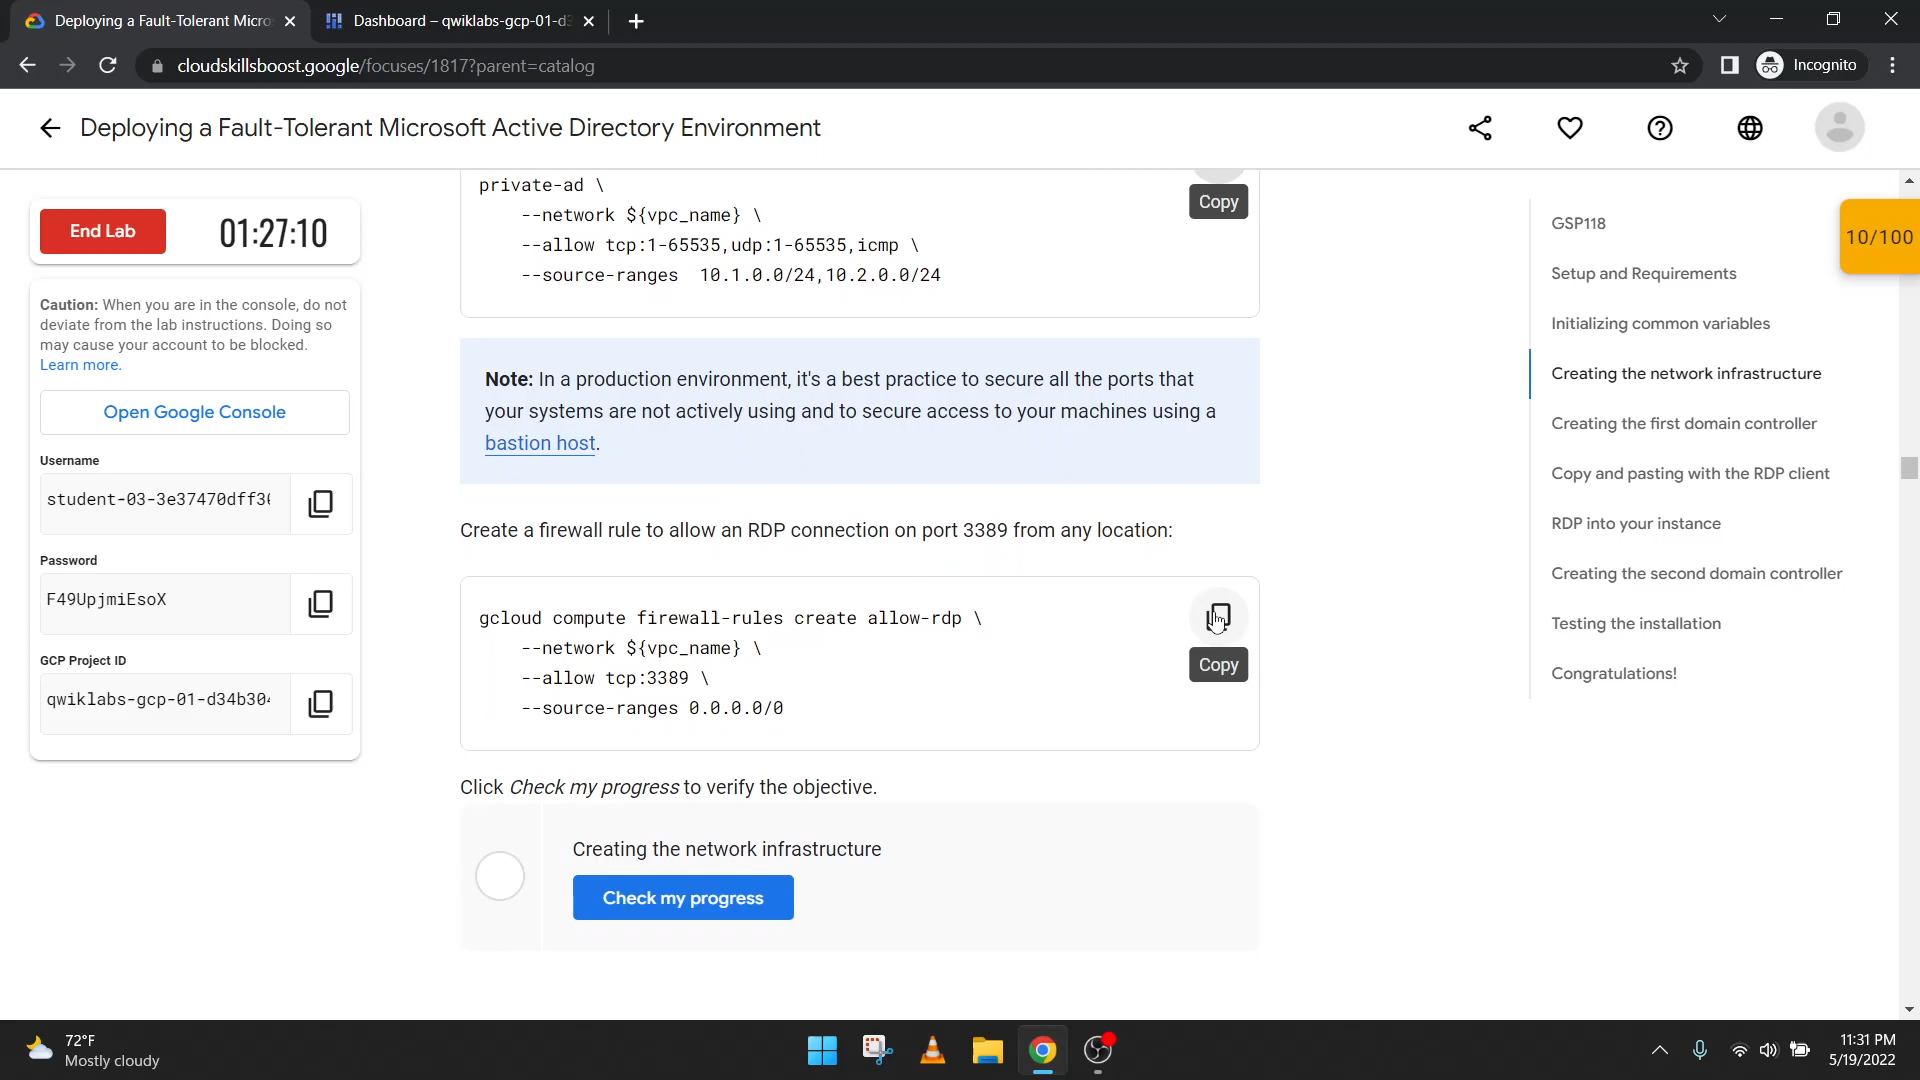 Deploying a Fault-Tolerant Micro
Dashboard – qwiklabs-gcp-01-d3
cloudskillsboost.google/focuses/1817?parent=catalog
Incognito
Deploying a Fault-Tolerant Microsoft Active Directory Environment
End Lab
01:27:10
Caution: When you are in the console, do not
deviate from the lab instructions. Doing so
may cause your account to be blocked.
Learn more.
Open Google Console
Username
student-03-3e37470dff3
Password
F49UpjmiEsoX
GCP Project ID
qwiklabs-gcp-01-d34b304
private-ad \
--network ${vpc_name} \
--allow tcp:1-65535,udp:1-65535,icmp \
--source-ranges 10.1.0.0/24,10.2.0.0/24
Copy
Note: In a production environment, it's a best practice to secure all the ports that
your systems are not actively using and to secure access to your machines using a
bastion host.
Create a firewall rule to allow an RDP connection on port 3389 from any location:
gcloud compute firewall-rules create allow-rdp \
--network ${vpc_name} \
--allow tcp:3389 \
--source-ranges 0.0.0.0/0
Copy
Click Check my progress to verify the objective.
Creating the network infrastructure
Check my progress
GSP118
Setup and Requirements
Initializing common variables
Creating the network infrastructure
Creating the first domain controller
Copy and pasting with the RDP client
RDP into your instance
Creating the second domain controller
Testing the installation
Congratulations!
10/100
72°F
Mostly cloudy
11:31 PM
5/19/2022